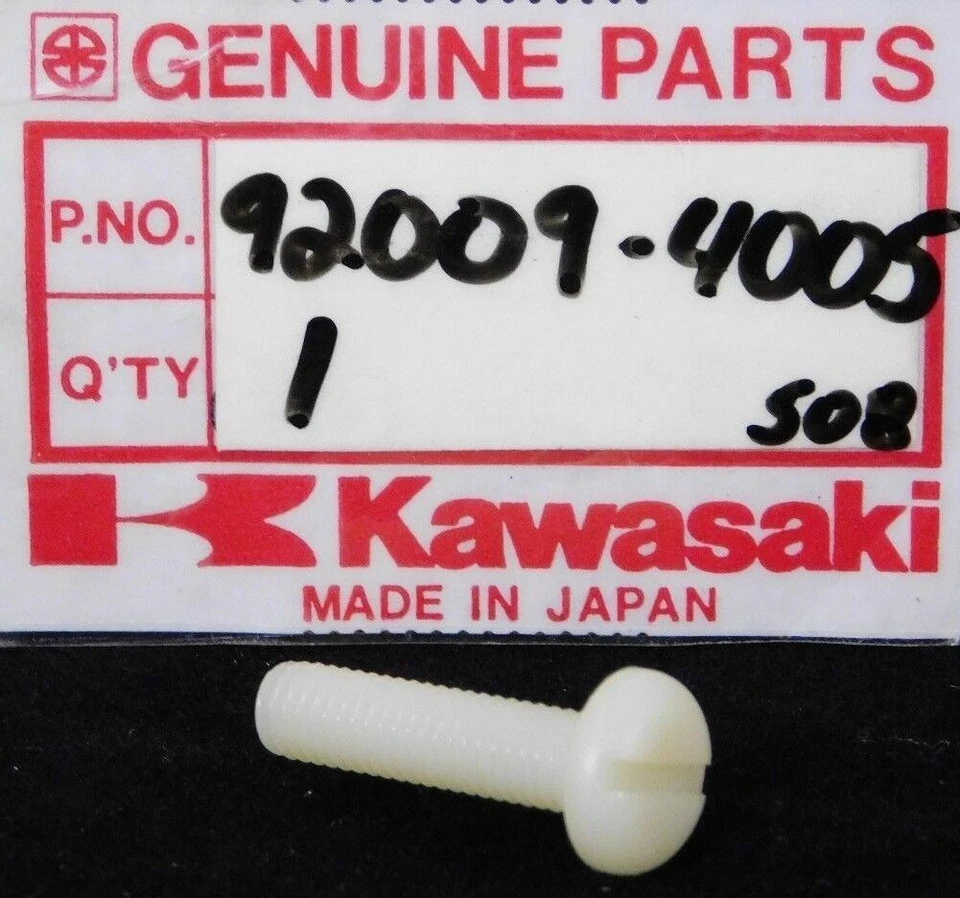 GENUINE PARTS
P.NO. 92009-4005
Q'TY 1
508
Kawasaki
MADE IN JAPAN